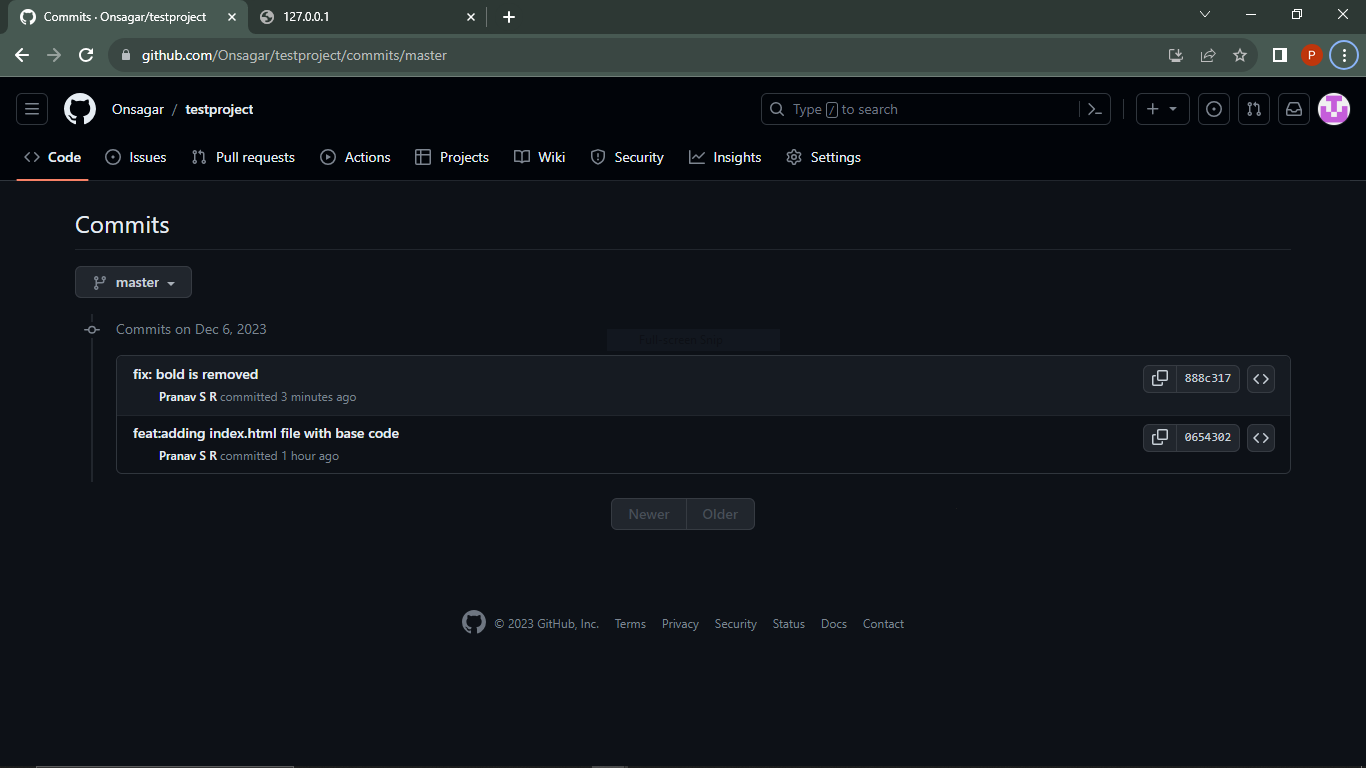 Commits · Onsagar/testproject
127.0.0.1
github.com/Onsagar/testproject/commits/master
P
Onsagar / testproject
Type / to search
Code Issues Pull requests Actions Projects Wiki Security Insights Settings
Commits
master
Commits on Dec 6, 2023
fix: bold is removed
888c317
Pranav S R committed 3 minutes ago
feat:adding index.html file with base code
0654302
Pranav S R committed 1 hour ago
Newer Older
© 2023 GitHub, Inc. Terms Privacy Security Status Docs Contact